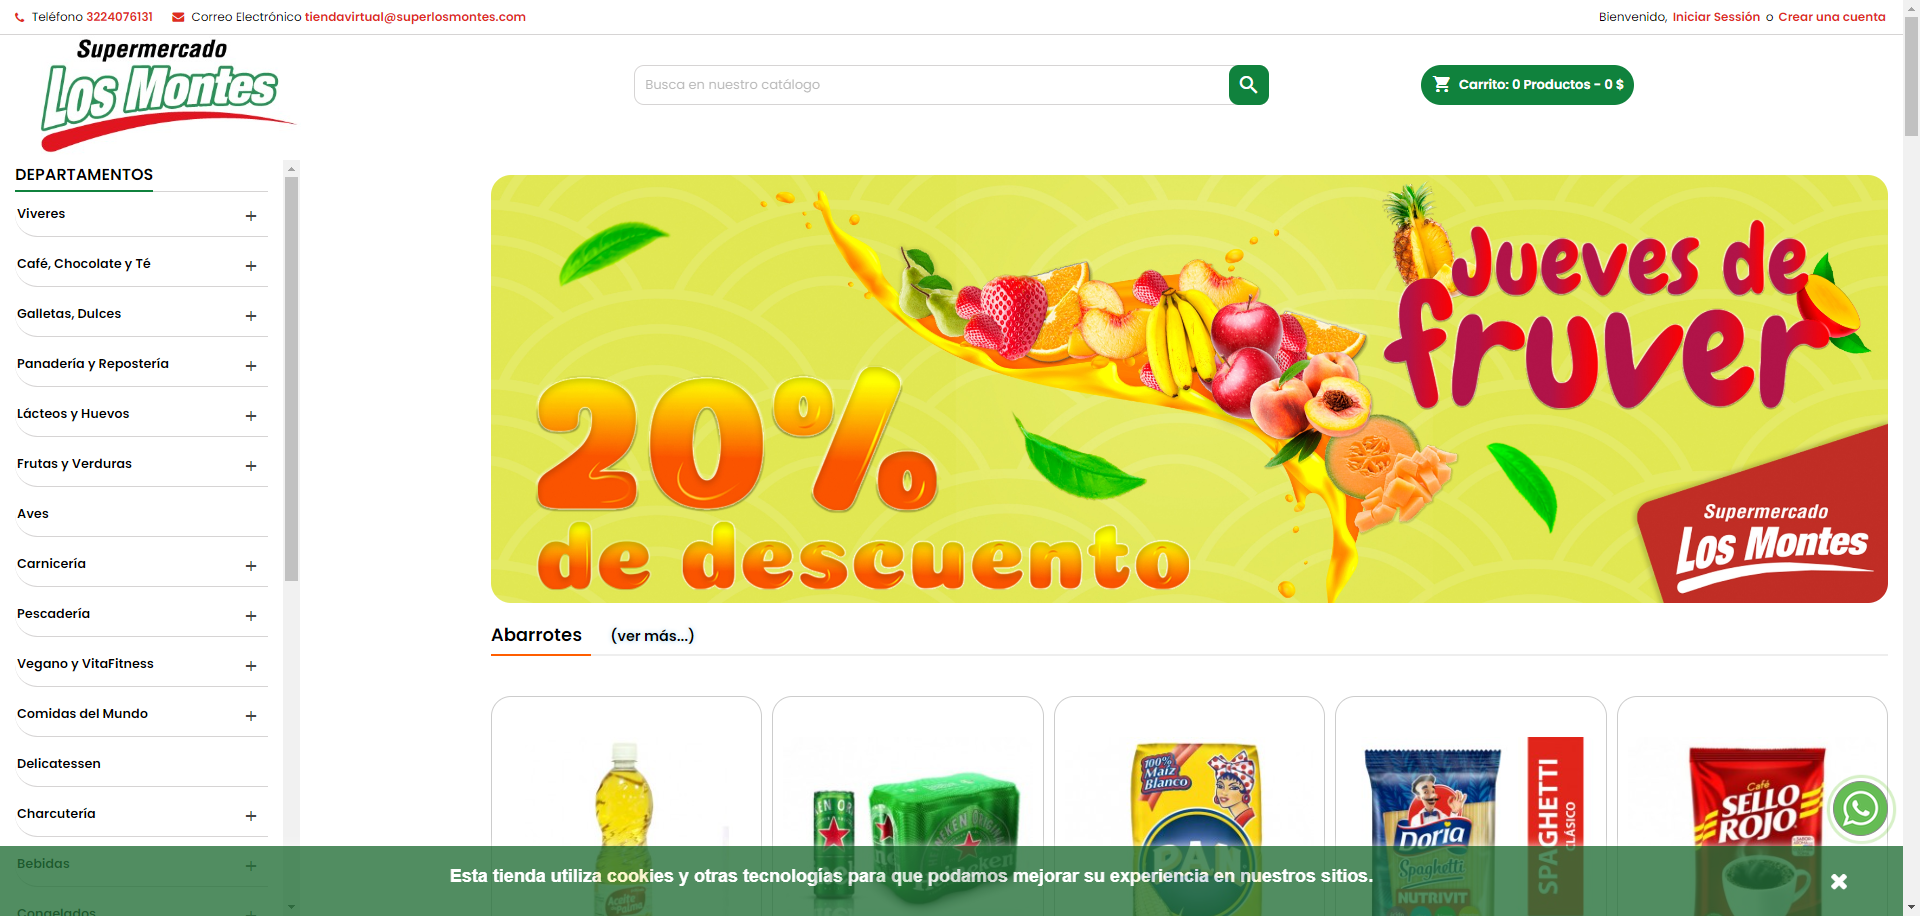 Teléfono 3224076131 Correo Electrónico tiendavirtual@superlosmontes.com
Bienvenido, Iniciar Sessión o Crear una cuenta
Supermercado
Los Montes
Busca en nuestro catálogo
Carrito: 0 Productos - 0 $
DEPARTAMENTOS
Viveres
Café, Chocolate y Té
Galletas, Dulces
Panadería y Repostería
Lácteos y Huevos
Frutas y Verduras
Aves
Carnicería
Pescadería
Vegano y VitaFitness
Comidas del Mundo
Delicatessen
Charcutería
Bebidas
Congelados
Jueves de
fruver
20%
de descuento
Supermercado
Los Montes
Abarrotes (ver más...)
100%
Maíz
Blanco
PAN
Doria
Spaghetti
NUTRIVIT
SPAGHETTI
CLÁSICO
Café
SELLO
ROJO
Esta tienda utiliza cookies y otras tecnologías para que podamos mejorar su experiencia en nuestros sitios.